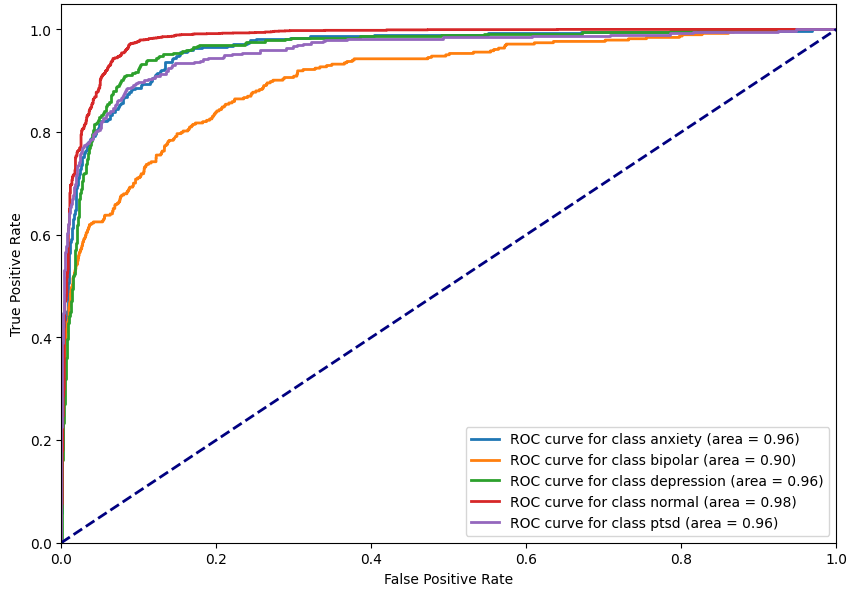 1.0
0.8
0.6
0.4
0.2
0.0
True Positive Rate
ROC curve for class anxiety (area = 0.96)
ROC curve for class bipolar (area = 0.90)
ROC curve for class depression (area = 0.96)
ROC curve for class normal (area = 0.98)
ROC curve for class ptsd (area = 0.96)
0.0 0.2 0.4 0.6 0.8 1.0
False Positive Rate